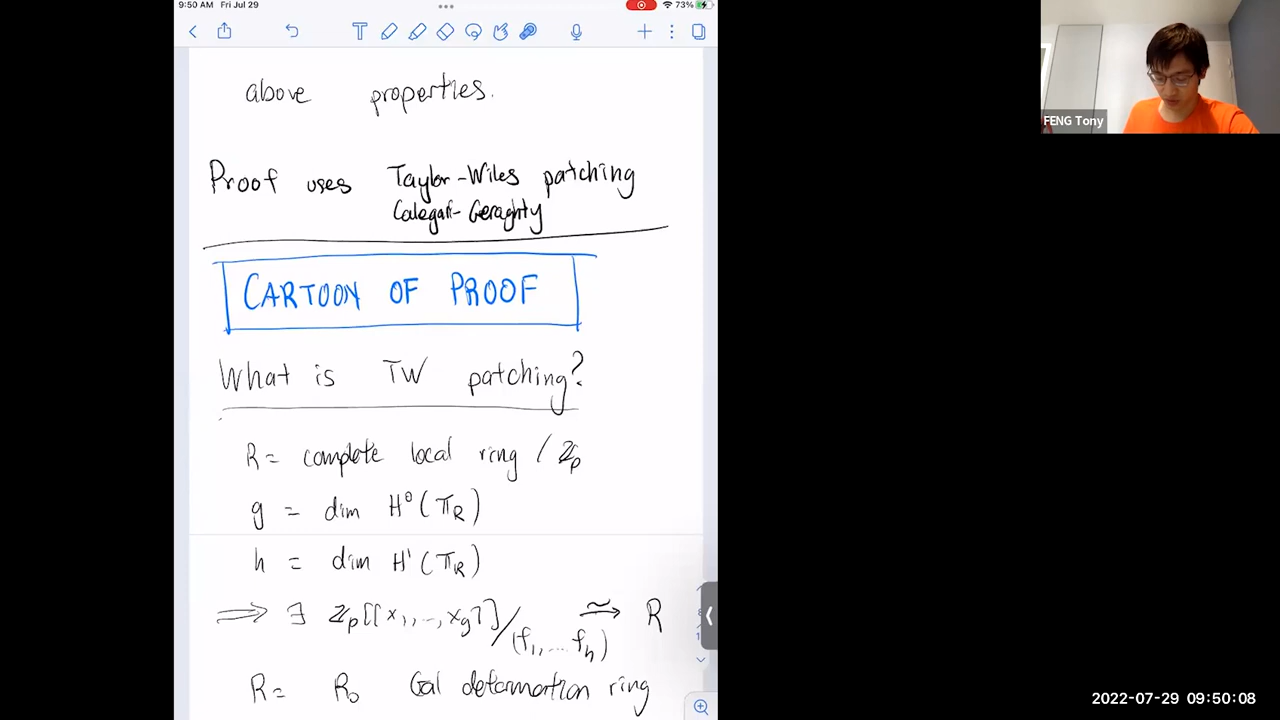 9:50 AM Fri Jul 29
73%
above properties.
Proof uses Taylor-Wiles patching
Calegari-Geraghty
CARTOON OF PROOF
What is TW patching?
R = complete local ring / ℤp
g = dim H⁰(𝕋R)
h = dim H¹(𝕋R)
⟹ ∃ ℤp[[x1,...,xg]]/(f1,...fh) ⥲ R
R = R0 Gal deformation ring
FENG Tony
2022-07-29 09:50:08